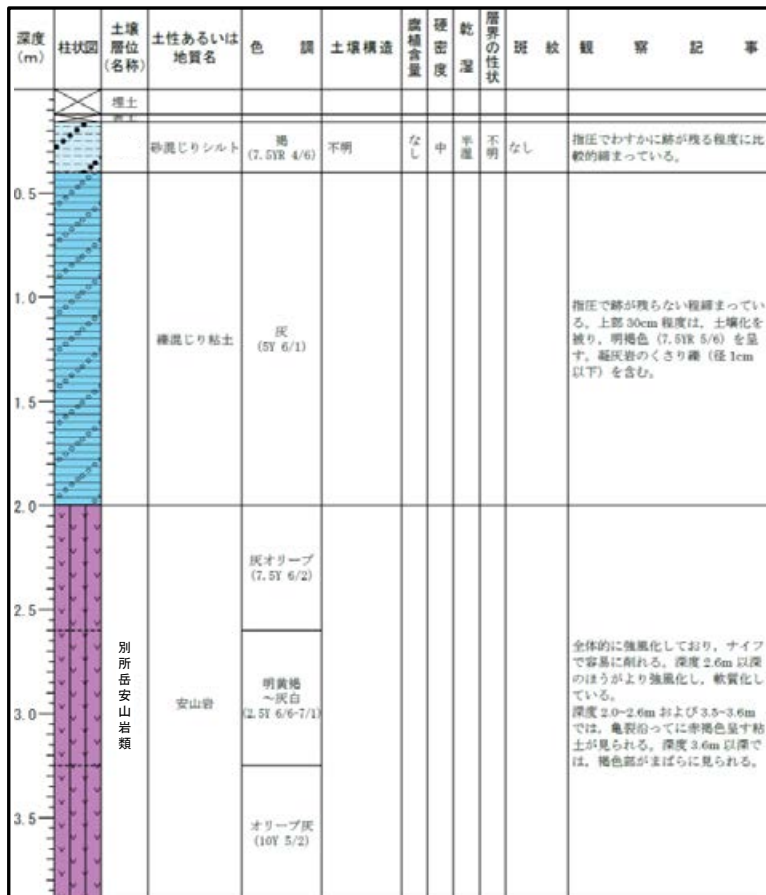 深度
(m)
柱状図
土壌
層位
(名称)
土性あるいは
地質名
色 調
土壌構造
腐植含量
硬密度
乾湿
層界の性状
斑 紋
観 察 記 事
埋土
砂混じりシルト
褐
(7.5YR 4/6)
不明
なし
中
半湿
不明
なし
指圧でわずかに跡が残る程度に比
較的締まっている。
0.5
1.0
1.5
2.0
2.5
3.0
3.5
礫混じり粘土
灰
(5Y 6/1)
指圧で跡が残らない程締まってい
る。上部 30cm 程度は、土壌化を
被り、明褐色 (7.5YR 5/6) を呈
す。凝灰岩のくさり礫（径 1cm
以下）を含む。
別所岳安山岩類
安山岩
灰オリーブ
(7.5Y 6/2)
明黄褐
～灰白
(2.5Y 6/6-7/1)
オリーブ灰
(10Y 5/2)
全体的に強風化しており、ナイフ
で容易に削れる。深度 2.6m 以深
のほうがより強風化し、軟質化し
ている。
深度 2.0~2.6m および 3.5~3.6m
では、亀裂沿ってに赤褐色呈す粘
土が見られる。深度 3.6m 以深で
は、褐色部がまばらに見られる。